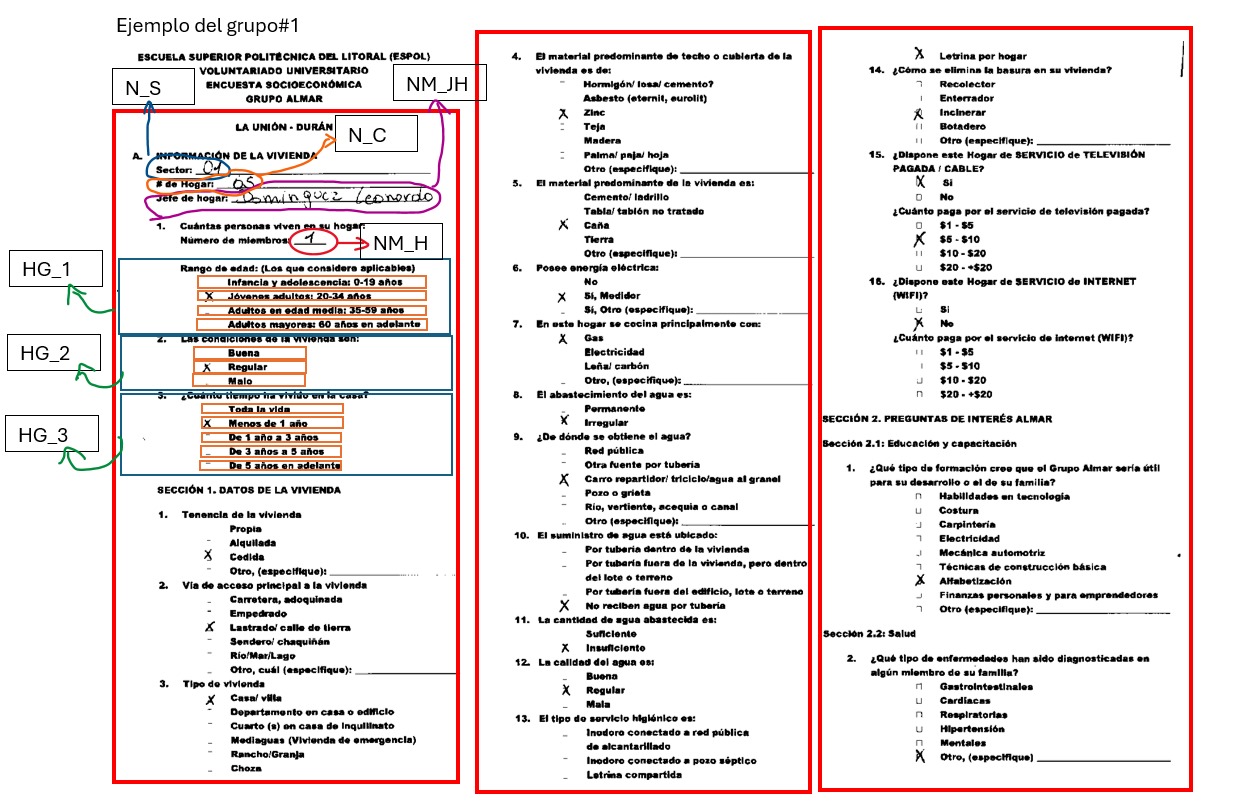 Ejemplo del grupo#1
ESCUELA SUPERIOR POLITÉCNICA DEL LITORAL (ESPOL)
VOLUNTARIADO UNIVERSITARIO
ENCUESTA SOCIOECONÓMICA
GRUPO ALMAR
N_S
NM_JH
LA UNIÓN - DURÁN
N_C
A. INFORMACIÓN DE LA VIVIENDA
Sector: 01
# de Hogar: 05
Jefe de hogar: Dominguez Leonardo
1. Cuántas personas viven en su hogar:
Número de miembros: 1
NM_H
HG_1
Rango de edad: (Los que considere aplicables)
Infancia y adolescencia: 0-19 años
X Jóvenes adultos: 20-34 años
Adultos en edad media: 35-59 años
Adultos mayores: 60 años en adelante
HG_2
2. Las condiciones de la vivienda son:
Buena
X Regular
Malo
HG_3
3. ¿Cuánto tiempo ha vivido en la casa?
Toda la vida
X Menos de 1 año
De 1 año a 3 años
De 3 años a 5 años
De 5 años en adelante
SECCIÓN 1. DATOS DE LA VIVIENDA
1. Tenencia de la vivienda
Propia
Alquilada
X Cedida
Otro, (especifique):
2. Vía de acceso principal a la vivienda
Carretera, adoquinada
Empedrado
X Lastrado/ calle de tierra
Sendero/ chaquiñán
Río/Mar/Lago
Otro, cuál (especifique):
3. Tipo de vivienda
X Casa/ villa
Departamento en casa o edificio
Cuarto (s) en casa de inquilinato
Mediaguas (Vivienda de emergencia)
Rancho/Granja
Choza
4. El material predominante de techo o cubierta de la
vivienda es de:
Hormigón/ losa/ cemento?
Asbesto (eternit, eurolit)
X Zinc
Teja
Madera
Palma/ paja/ hoja
Otro (especifique):
5. El material predominante de la vivienda es:
Cemento/ ladrillo
Tabla/ tablón no tratado
X Caña
Tierra
Otro (especifique):
6. Posee energía eléctrica:
No
X Sí, Medidor
Sí, Otro (especifique):
7. En este hogar se cocina principalmente con:
X Gas
Electricidad
Leña/ carbón
Otro, (especifique):
8. El abastecimiento del agua es:
Permanente
X Irregular
9. ¿De dónde se obtiene el agua?
Red pública
Otra fuente por tubería
X Carro repartidor/ triciclo/agua al granel
Pozo o grieta
Río, vertiente, acequia o canal
Otro (especifique):
10. El suministro de agua está ubicado:
Por tubería dentro de la vivienda
Por tubería fuera de la vivienda, pero dentro
del lote o terreno
Por tubería fuera del edificio, lote o terreno
X No reciben agua por tubería
11. La cantidad de agua abastecida es:
Suficiente
X Insuficiente
12. La calidad del agua es:
Buena
X Regular
Mala
13. El tipo de servicio higiénico es:
Inodoro conectado a red pública
de alcantarillado
Inodoro conectado a pozo séptico
Letrina compartida
X Letrina por hogar
14. ¿Cómo se elimina la basura en su vivienda?
Recolector
Enterrador
X Incinerar
Botadero
Otro (especifique):
15. ¿Dispone este Hogar de SERVICIO de TELEVISIÓN
PAGADA / CABLE?
X Si
No
¿Cuánto paga por el servicio de televisión pagada?
$1 - $5
X $5 - $10
$10 - $20
$20 - +$20
16. ¿Dispone este Hogar de SERVICIO de INTERNET
(WIFI)?
Si
X No
¿Cuánto paga por el servicio de internet (WIFI)?
$1 - $5
$5 - $10
$10 - $20
$20 - +$20
SECCIÓN 2. PREGUNTAS DE INTERÉS ALMAR
Sección 2.1: Educación y capacitación
1. ¿Qué tipo de formación cree que el Grupo Almar sería útil
para su desarrollo o el de su familia?
Habilidades en tecnología
Costura
Carpintería
Electricidad
Mecánica automotriz
Técnicas de construcción básica
X Alfabetización
Finanzas personales y para emprendedores
Otro (especifique):
Sección 2.2: Salud
2. ¿Qué tipo de enfermedades han sido diagnosticadas en
algún miembro de su familia?
Gastrointestinales
Cardíacas
Respiratorias
Hipertensión
Mentales
X Otro, (especifique)